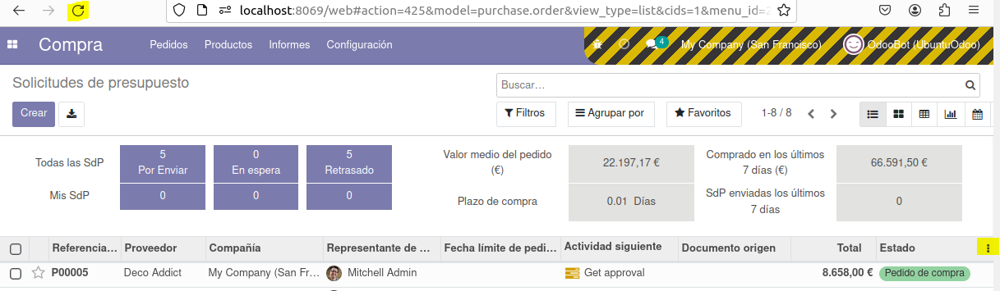 localhost:8069/web#action=425&model=purchase.order&view_type=list&cids=1&menu_id=
Compra Pedidos Productos Informes Configuración 4 My Company (San Francisco) OdooBot (UbuntuOdoo)
Solicitudes de presupuesto
Buscar...
Crear
Filtros Agrupar por Favoritos 1-8 / 8
Todas las SdP
5
Por Enviar
0
En espera
5
Retrasado
Mis SdP 0 0 0
Valor medio del pedido
(€)
22.197,17 €
Comprado en los últimos
7 días (€)
66.591,50 €
Plazo de compra
0.01 Días
SdP enviadas los últimos
7 días
0
Referencia... Proveedor Compañía Representante de ... Fecha límite de pedi... Actividad siguiente Documento origen Total Estado
P00005 Deco Addict My Company (San Fr... Mitchell Admin Get approval 8.658,00 € Pedido de compra